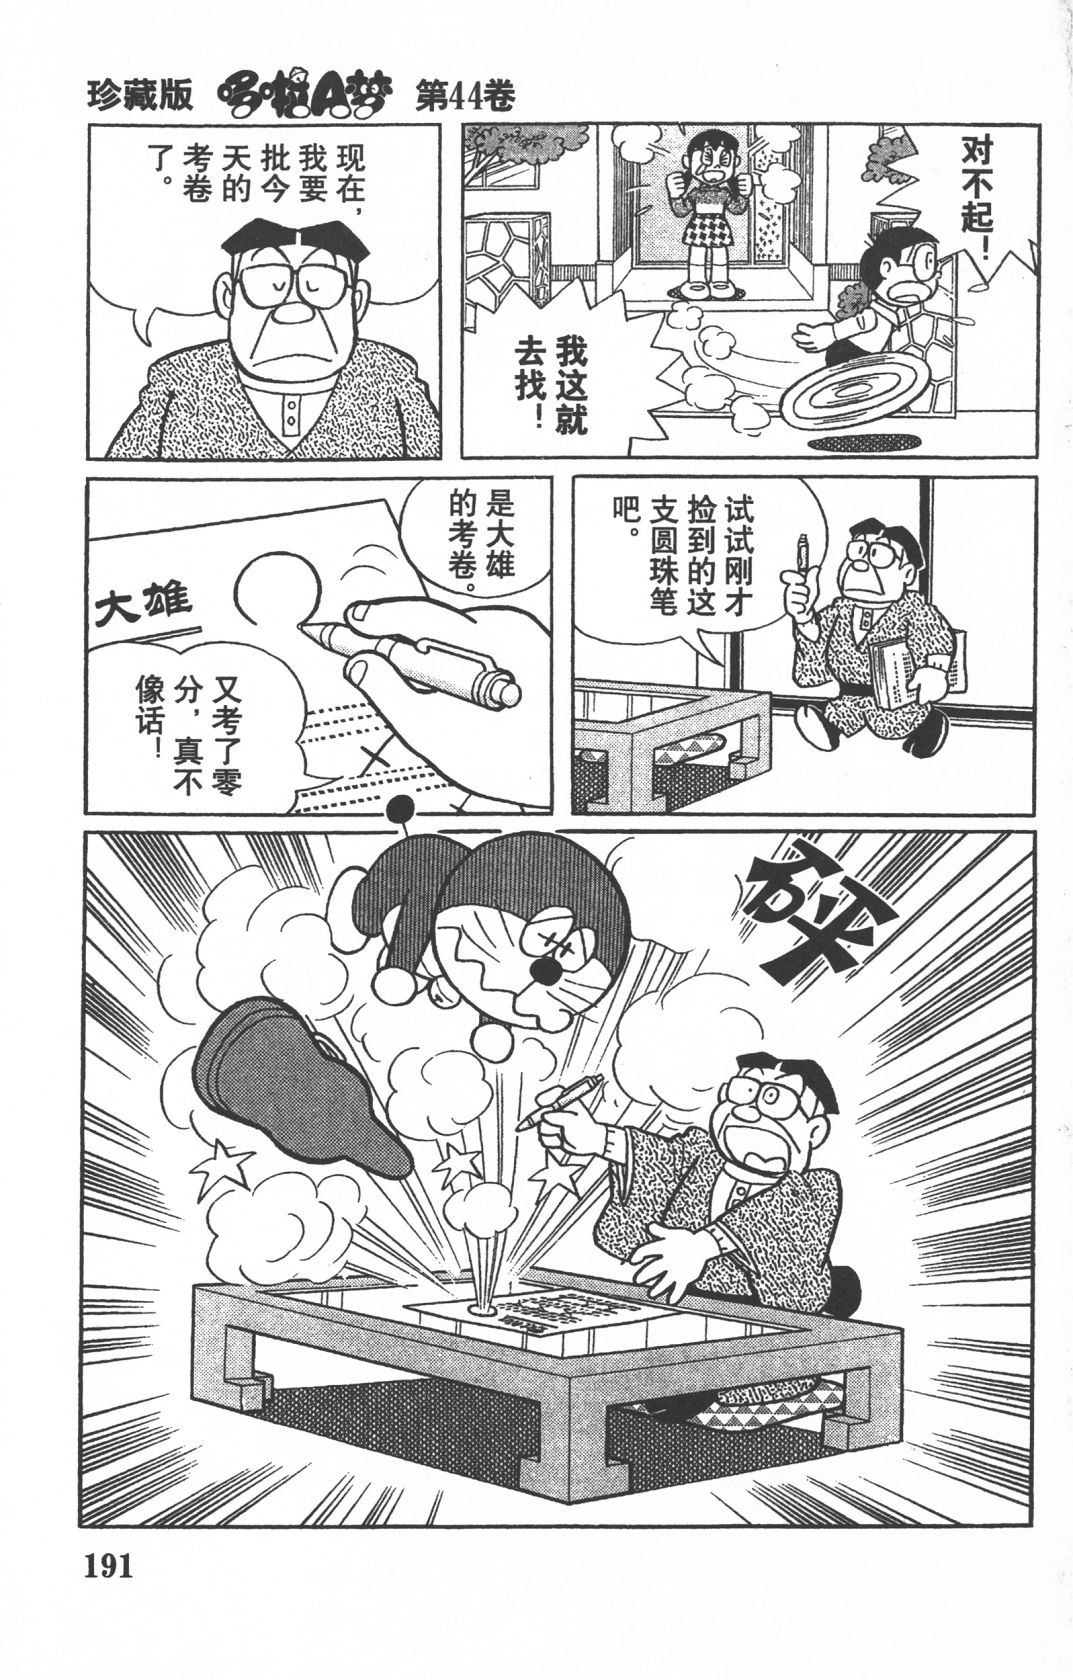 珍藏版 哆啦A梦 第44卷
对不起！
我这就
去找！
现在，
我要
批今
天的
考卷
了。
试试刚才
捡到的这
支圆珠笔
吧。
是大雄
的考卷。
大雄
又考了零
分，真不
像话！
砰
191